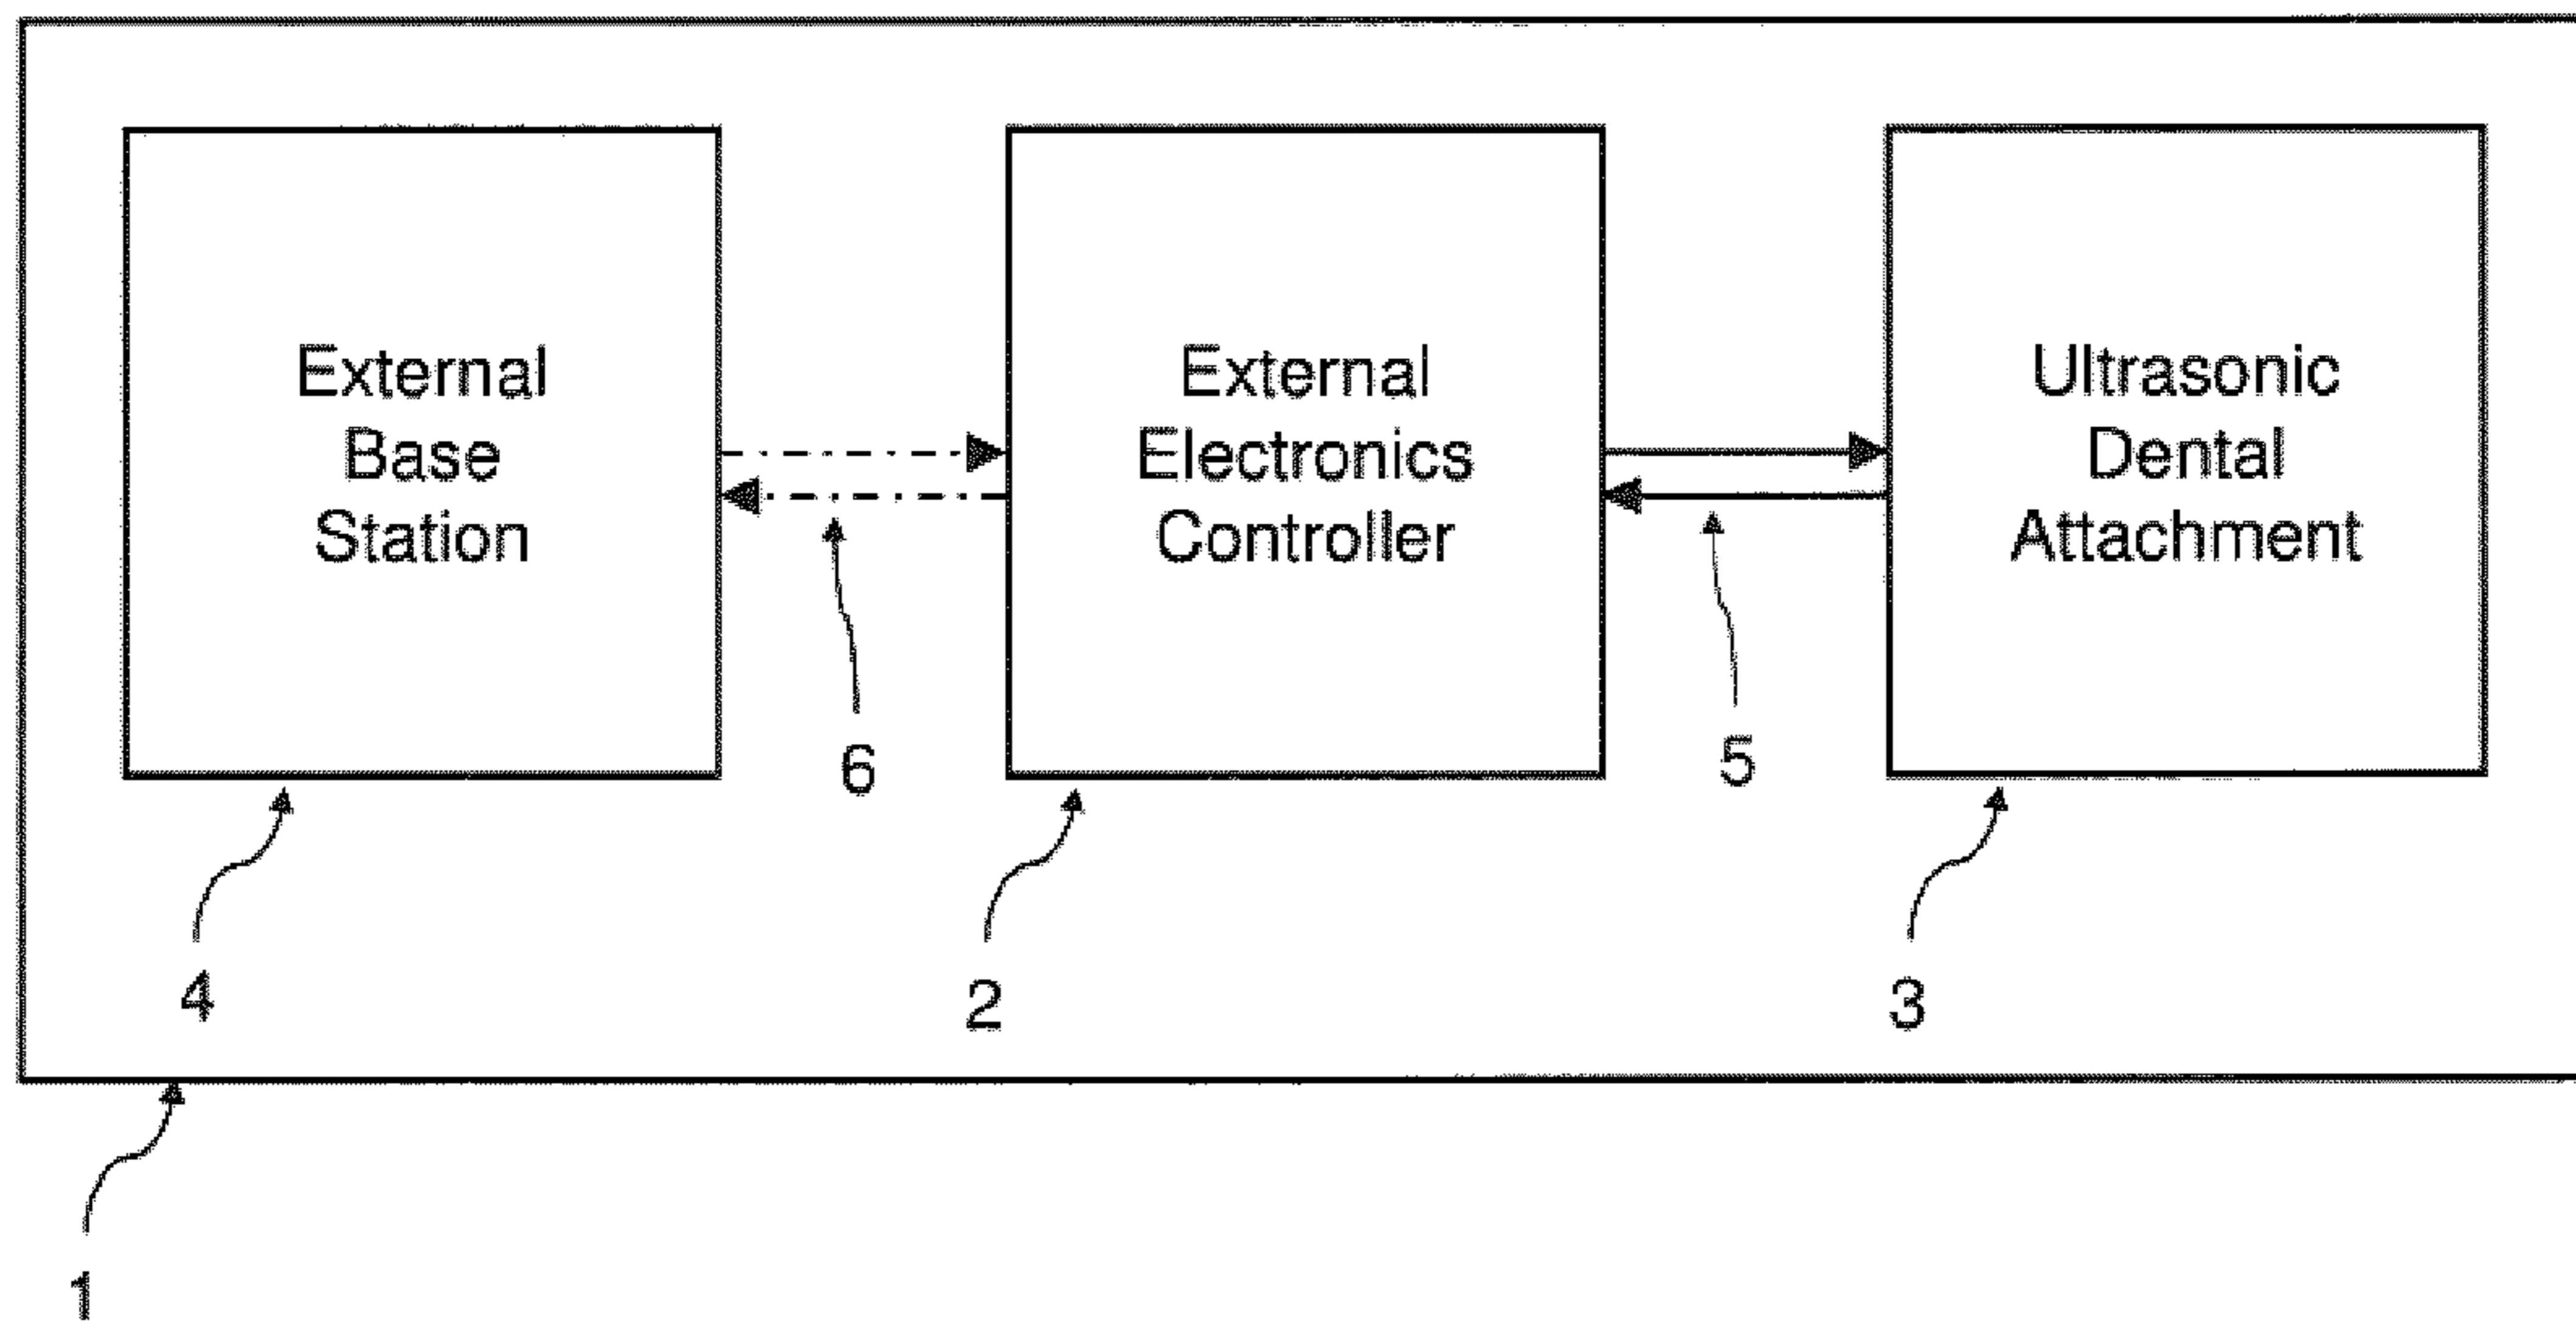 External
Base
Station
External
Electronics
Controller
Ultrasonic
Dental
Attachment
6
5
4
2
3
1